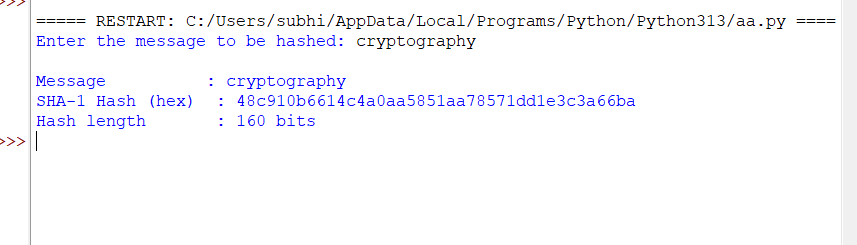 >>>
===== RESTART: C:/Users/subhi/AppData/Local/Programs/Python/Python313/aa.py ====
Enter the message to be hashed: cryptography
Message          : cryptography
SHA-1 Hash (hex)  : 48c910b6614c4a0aa5851aa78571dd1e3c3a66ba
Hash length       : 160 bits
>>>